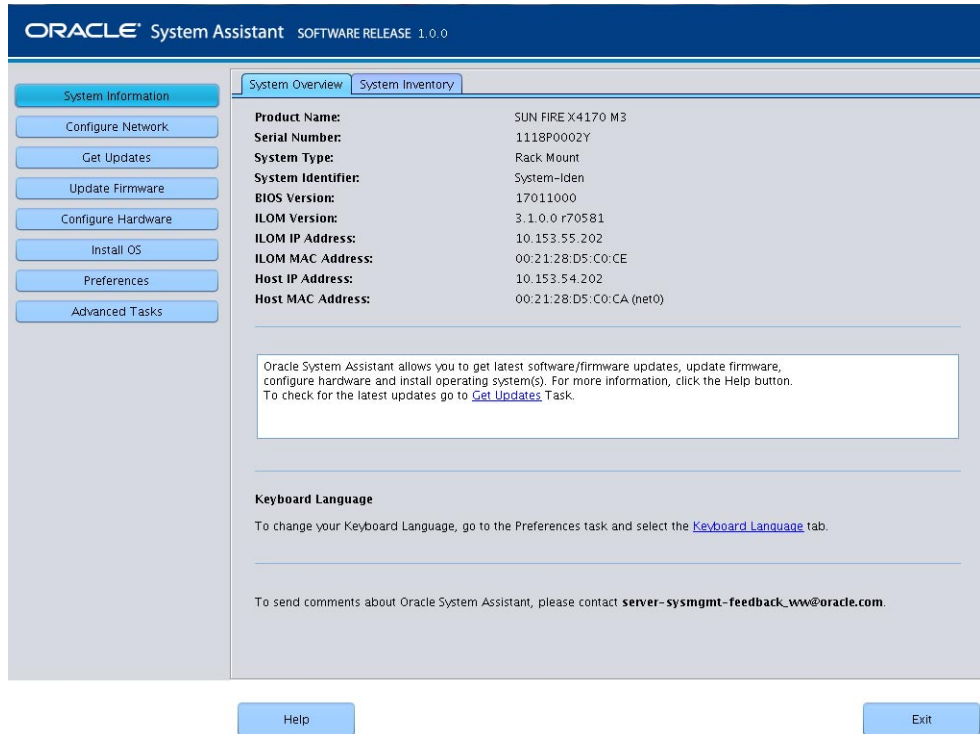 ORACLE System Assistant SOFTWARE RELEASE 1.0.0
System Information
Configure Network
Get Updates
Update Firmware
Configure Hardware
Install OS
Preferences
Advanced Tasks
System Overview System Inventory
Product Name: SUN FIRE X4170 M3
Serial Number: 1118P0002Y
System Type: Rack Mount
System Identifier: System-Iden
BIOS Version: 17011000
ILOM Version: 3.1.0.0 r70581
ILOM IP Address: 10.153.55.202
ILOM MAC Address: 00:21:28:D5:C0:CE
Host IP Address: 10.153.54.202
Host MAC Address: 00:21:28:D5:C0:CA (net0)
Oracle System Assistant allows you to get latest software/firmware updates, update firmware,
configure hardware and install operating system(s). For more information, click the Help button.
To check for the latest updates go to Get Updates Task.
Keyboard Language
To change your Keyboard Language, go to the Preferences task and select the Keyboard Language tab.
To send comments about Oracle System Assistant, please contact server-sysmgmt-feedback_ww@oracle.com.
Help
Exit